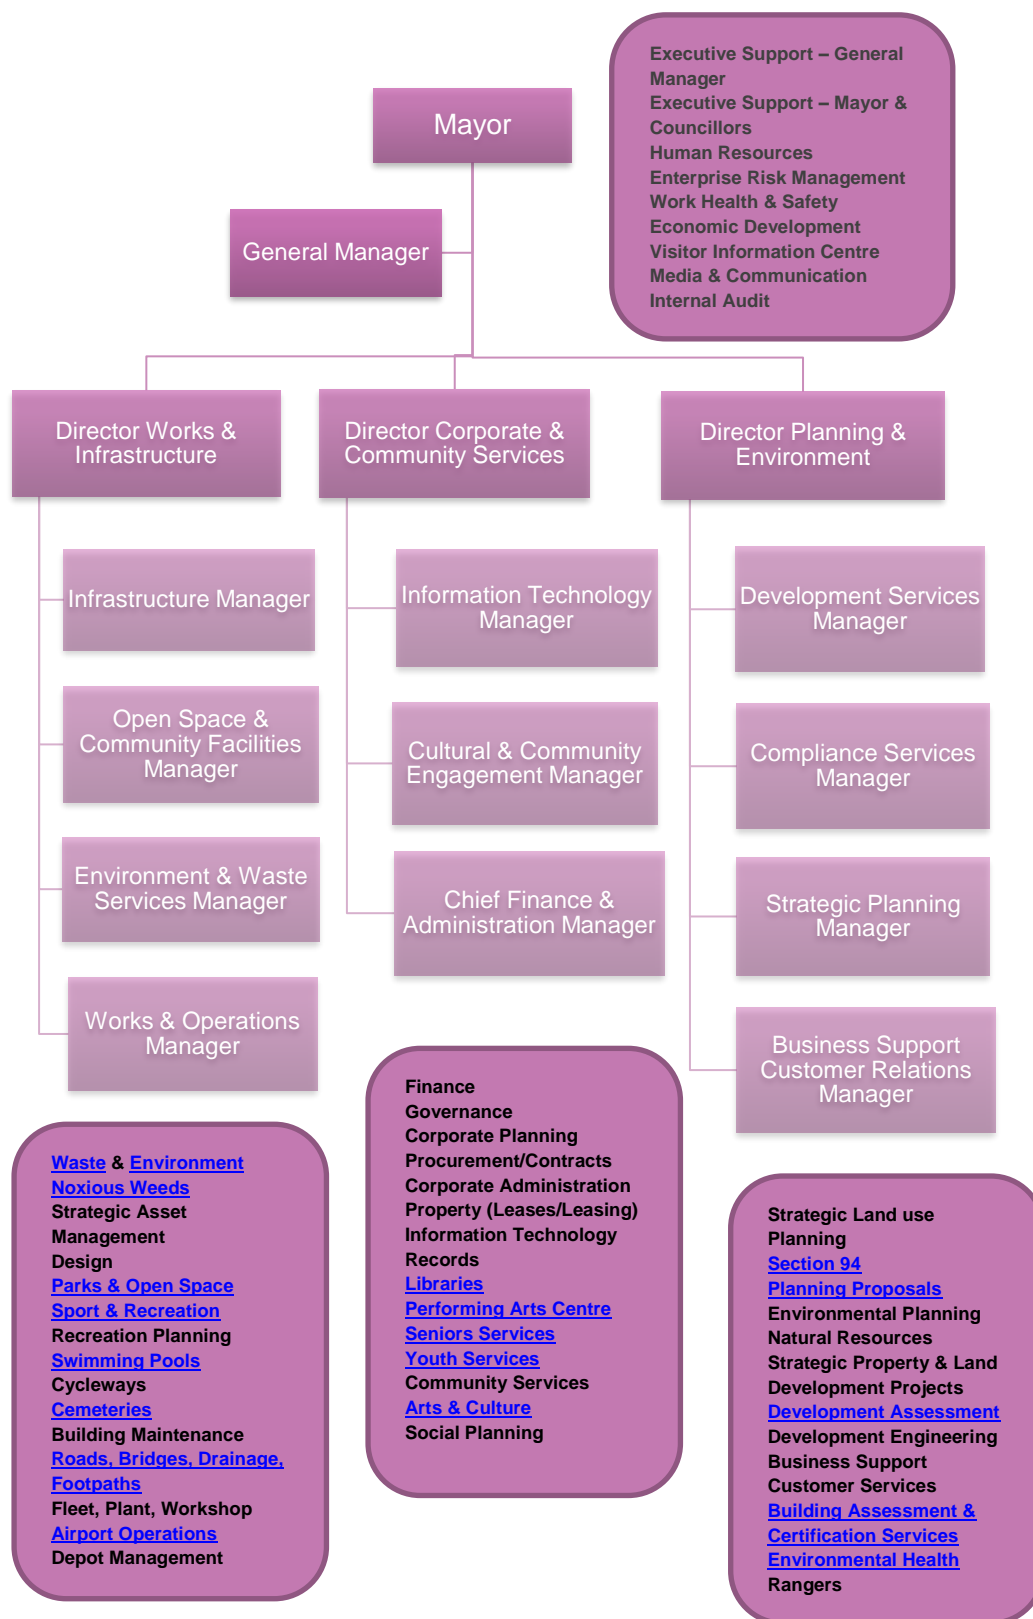 Executive Support – General
Manager
Executive Support – Mayor &
Councillors
Human Resources
Enterprise Risk Management
Work Health & Safety
Economic Development
Visitor Information Centre
Media & Communication
Internal Audit
Mayor
General Manager
Director Works &
Infrastructure
Director Corporate &
Community Services
Director Planning &
Environment
Infrastructure Manager
Open Space &
Community Facilities
Manager
Environment & Waste
Services Manager
Works & Operations
Manager
Information Technology
Manager
Cultural & Community
Engagement Manager
Chief Finance &
Administration Manager
Development Services
Manager
Compliance Services
Manager
Strategic Planning
Manager
Business Support
Customer Relations
Manager
Waste & Environment
Noxious Weeds
Strategic Asset
Management
Design
Parks & Open Space
Sport & Recreation
Recreation Planning
Swimming Pools
Cycleways
Cemeteries
Building Maintenance
Roads, Bridges, Drainage,
Footpaths
Fleet, Plant, Workshop
Airport Operations
Depot Management
Finance
Governance
Corporate Planning
Procurement/Contracts
Corporate Administration
Property (Leases/Leasing)
Information Technology
Records
Libraries
Performing Arts Centre
Seniors Services
Youth Services
Community Services
Arts & Culture
Social Planning
Strategic Land use
Planning
Section 94
Planning Proposals
Environmental Planning
Natural Resources
Strategic Property & Land
Development Projects
Development Assessment
Development Engineering
Business Support
Customer Services
Building Assessment &
Certification Services
Environmental Health
Rangers